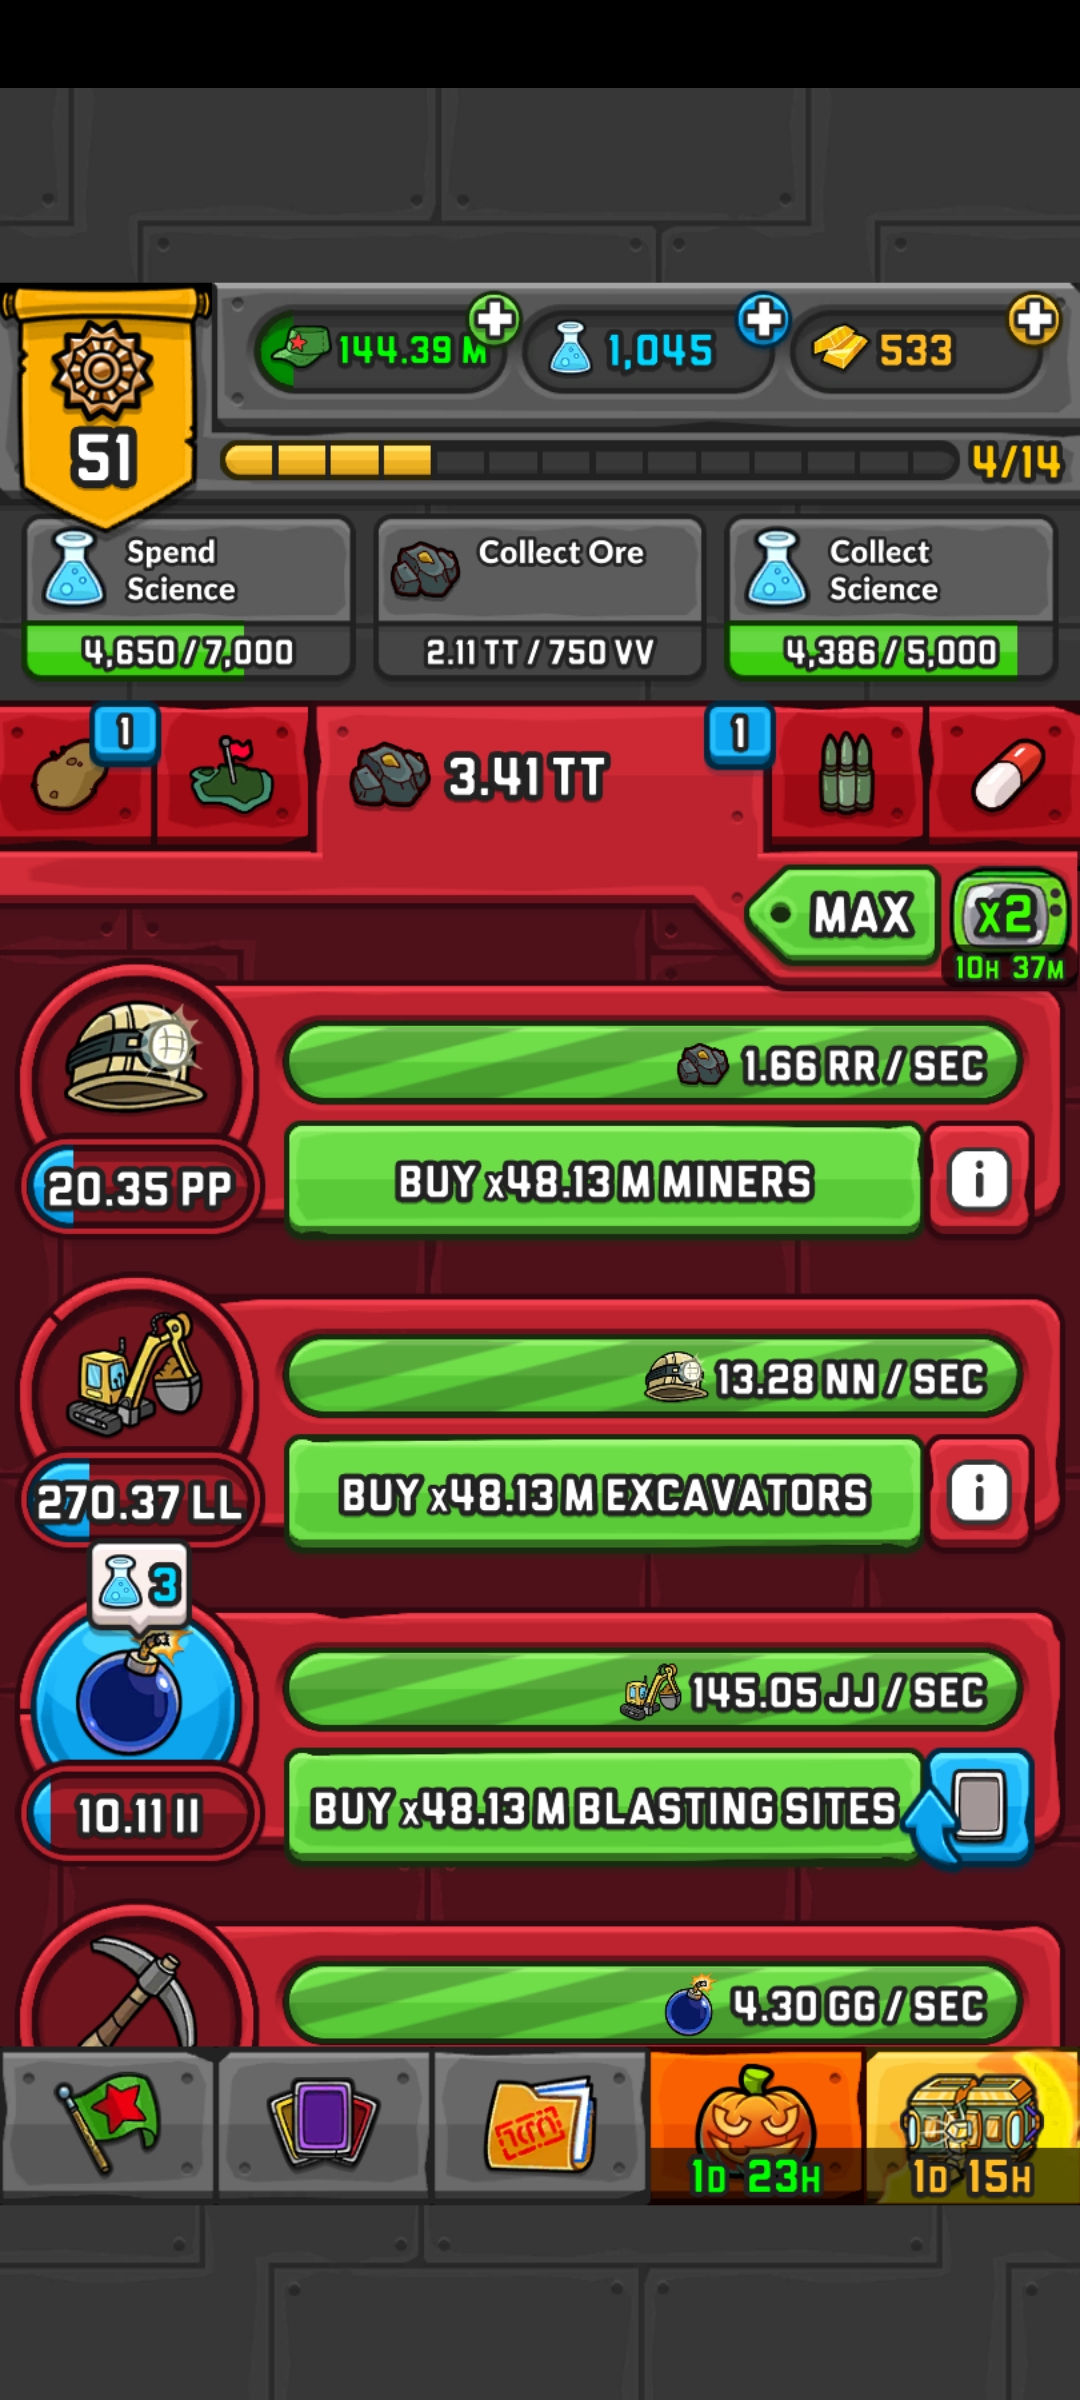 144.39 M
1,045
533
51
4/14
Spend
Science
4,650/7,000
Collect Ore
2.11 TT / 750 VV
Collect
Science
4,386/5,000
1
3.41 TT
1
MAX
x2
10H 37M
1.66 RR / SEC
20.35 PP
BUY x48.13 M MINERS
i
13.28 NN / SEC
270.37 LL
BUY x48.13 M EXCAVATORS
i
3
145.05 JJ / SEC
10.11 II
BUY x48.13 M BLASTING SITES
4.30 GG / SEC
1D 23H
1D 15H